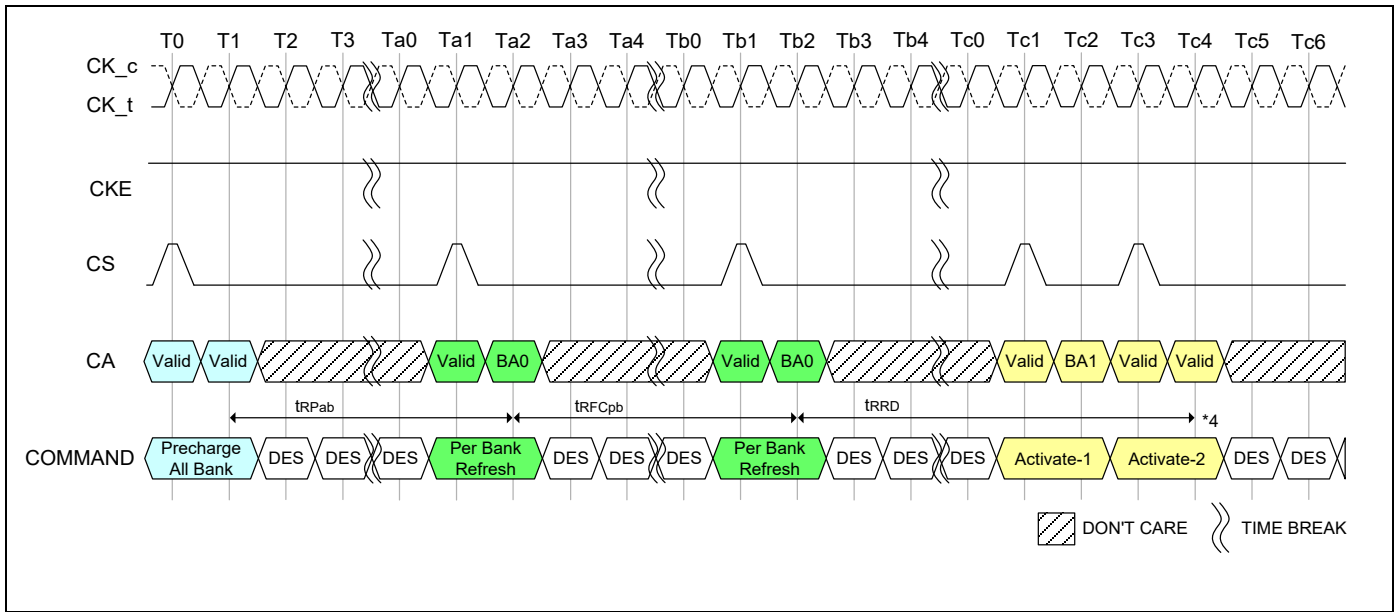 T0 T1 T2 T3 Ta0 Ta1 Ta2 Ta3 Ta4 Tb0 Tb1 Tb2 Tb3 Tb4 Tc0 Tc1 Tc2 Tc3 Tc4 Tc5 Tc6
CK_c
CK_t
CKE
CS
CA Valid Valid Valid BA0 Valid BA0 Valid BA1 Valid Valid
tRPab tRFCpb tRRD *4
COMMAND Precharge All Bank DES DES DES Per Bank Refresh DES DES DES Per Bank Refresh DES DES DES Activate-1 Activate-2 DES DES
DON'T CARE TIME BREAK